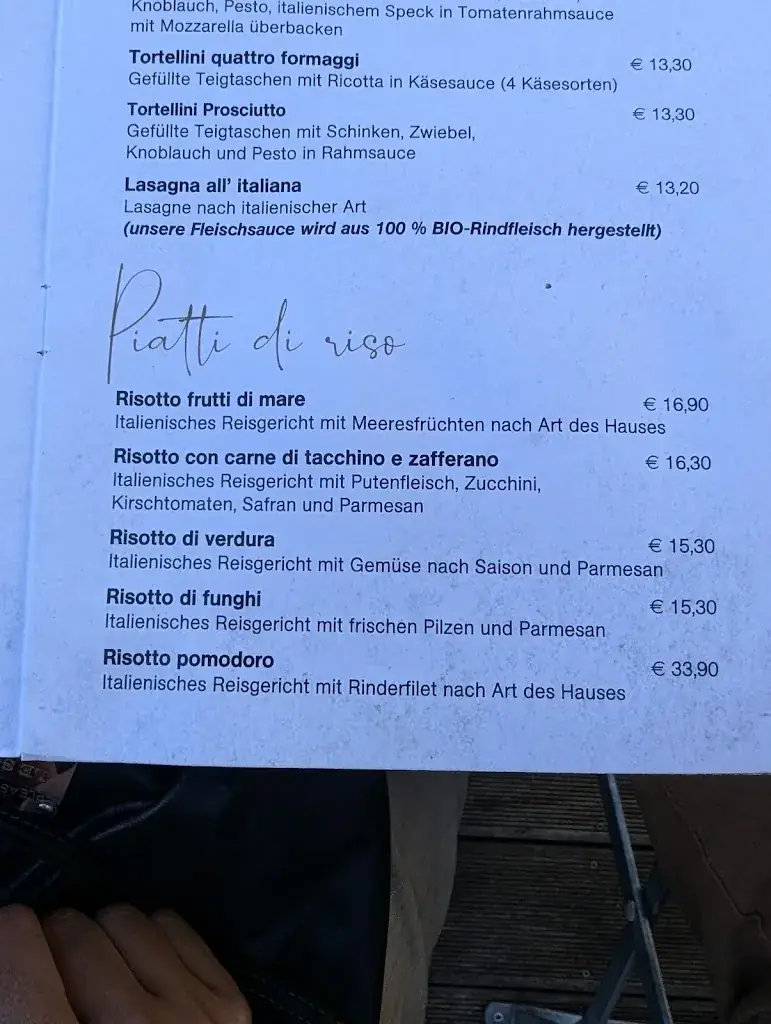 Knoblauch, Pesto, italienischem Speck in Tomatenrahmsauce
mit Mozzarella überbacken
Tortellini quattro formaggi € 13,30
Gefüllte Teigtaschen mit Ricotta in Käsesauce (4 Käsesorten)
Tortellini Prosciutto € 13,30
Gefüllte Teigtaschen mit Schinken, Zwiebel,
Knoblauch und Pesto in Rahmsauce
Lasagna all’ italiana € 13,20
Lasagne nach italienischer Art
(unsere Fleischsauce wird aus 100 % BIO-Rindfleisch hergestellt)
Piatti di riso
Risotto frutti di mare € 16,90
Italienisches Reisgericht mit Meeresfrüchten nach Art des Hauses
Risotto con carne di tacchino e zafferano € 16,30
Italienisches Reisgericht mit Putenfleisch, Zucchini,
Kirschtomaten, Safran und Parmesan
Risotto di verdura € 15,30
Italienisches Reisgericht mit Gemüse nach Saison und Parmesan
Risotto di funghi € 15,30
Italienisches Reisgericht mit frischen Pilzen und Parmesan
Risotto pomodoro € 33,90
Italienisches Reisgericht mit Rinderfilet nach Art des Hauses